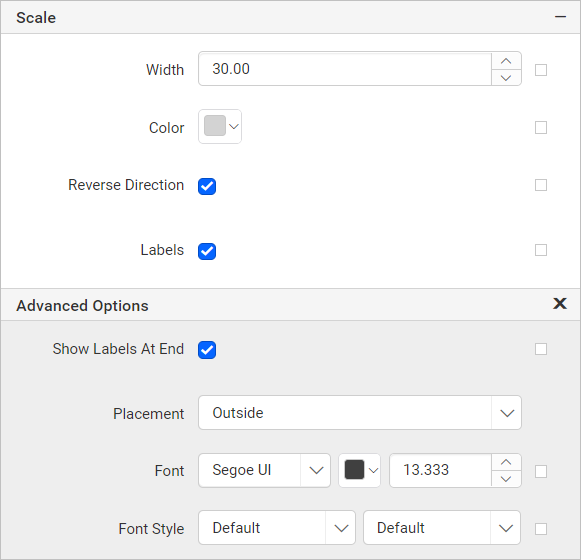 Scale
Width 30.00
Color
Reverse Direction
Labels
Advanced Options
Show Labels At End
Placement Outside
Font Segoe UI 13.333
Font Style Default Default